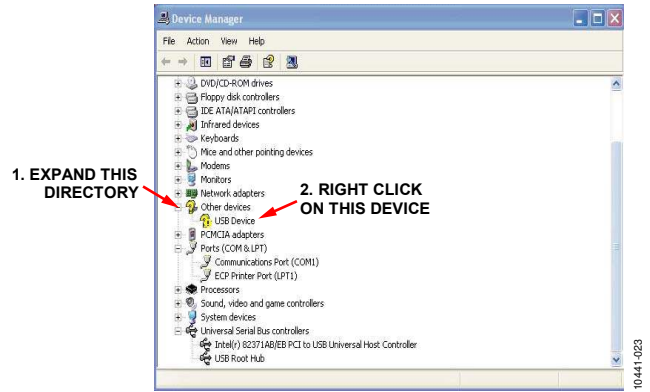 Device Manager
File Action View Help
DVD/CD-ROM drives
Floppy disk controllers
IDE ATA/ATAPI controllers
Infrared devices
Keyboards
Mice and other pointing devices
Modems
Monitors
Network adapters
Other devices
USB Device
PCMCIA adapters
Ports (COM & LPT)
Communications Port (COM1)
ECP Printer Port (LPT1)
Processors
Sound, video and game controllers
System devices
Universal Serial Bus controllers
Intel(r) 82371AB/EB PCI to USB Universal Host Controller
USB Root Hub
1. EXPAND THIS
DIRECTORY
2. RIGHT CLICK
ON THIS DEVICE
10441-023